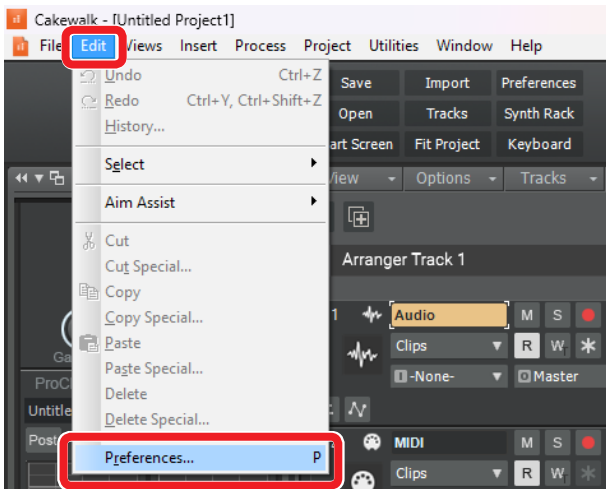 Cakewalk - [Untitled Project1]
File Edit Views Insert Process Project Utilities Window Help
Undo Ctrl+Z
Redo Ctrl+Y, Ctrl+Shift+Z
History...
Select
Aim Assist
Cut
Cut Special...
Copy
Copy Special...
Paste
Paste Special...
Delete
Delete Special...
Preferences... P
Save Import Preferences
Open Tracks Synth Rack
art Screen Fit Project Keyboard
View Options Tracks
Arranger Track 1
1 Audio M S
Clips R W
-None- Master
MIDI M S
Clips R W
Ga
ProC
Untitle
Post